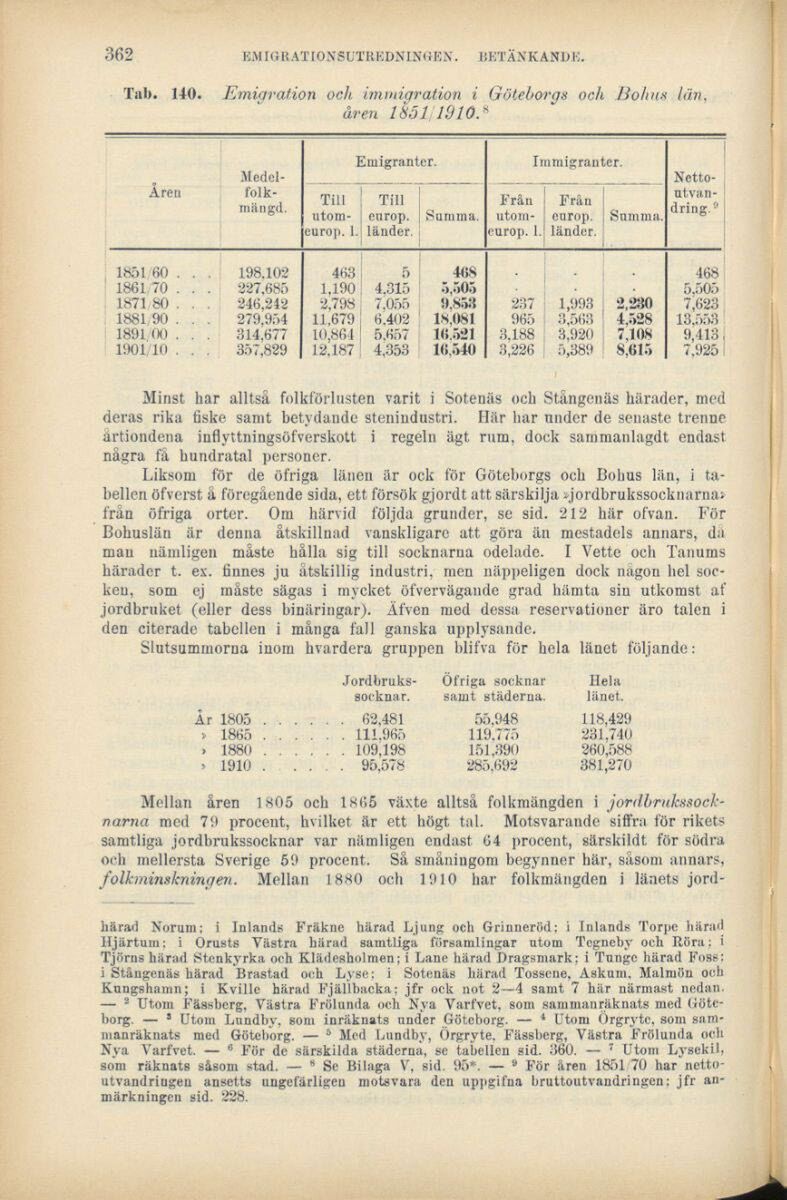 362 EMIGRATIONSUTREDNINGEN. BETÄNKANDE.
Tab. 140. Emigration och immigration i Göteborgs och Bohus län,
åren 1851/1910.⁸
Åren Medel-folk-mängd. Emigranter. Immigranter. Netto-utvan-dring.⁹
Till utom-europ. l. Till europ. länder. Summa. Från utom-europ. l. Från europ. länder. Summa.
1851/60 . . . 198,102 463 5 468 . . . 468
1861/70 . . . 227,685 1,190 4,315 5,505 . . . 5,505
1871/80 . . . 246,242 2,798 7,055 9,853 237 1,993 2,230 7,623
1881/90 . . . 279,954 11,679 6,402 18,081 965 3,563 4,528 13,553
1891/00 . . . 314,677 10,864 5,657 16,521 3,188 3,920 7,108 9,413
1901/10 . . . 357,829 12,187 4,353 16,540 3,226 5,389 8,615 7,925
Minst har alltså folkförlusten varit i Sotenäs och Stångenäs härader, med
deras rika fiske samt betydande stenindustri. Här har under de senaste trenne
årtiondena inflyttningsöfverskott i regeln ägt rum, dock sammanlagdt endast
några få hundratal personer.
Liksom för de öfriga länen är ock för Göteborgs och Bohus län, i ta-
bellen öfverst å föregående sida, ett försök gjordt att särskilja »jordbrukssocknarna»
från öfriga orter. Om härvid följda grunder, se sid. 212 här ofvan. För
Bohuslän är denna åtskillnad vanskligare att göra än mestadels annars, då
man nämligen måste hålla sig till socknarna odelade. I Vette och Tanums
härader t. ex. finnes ju åtskillig industri, men näppeligen dock någon hel soc-
ken, som ej måste sägas i mycket öfvervägande grad hämta sin utkomst af
jordbruket (eller dess binäringar). Äfven med dessa reservationer äro talen i
den citerade tabellen i många fall ganska upplysande.
Slutsummorna inom hvardera gruppen blifva för hela länet följande:
Jordbruks- Öfriga socknar Hela
socknar. samt städerna. länet.
År 1805 . . . . . . 62,481 55,948 118,429
» 1865 . . . . . . 111,965 119,775 231,740
» 1880 . . . . . . 109,198 151,390 260,588
» 1910 . . . . . . 95,578 285,692 381,270
Mellan åren 1805 och 1865 växte alltså folkmängden i jordbrukssock-
narna med 79 procent, hvilket är ett högt tal. Motsvarande siffra för rikets
samtliga jordbrukssocknar var nämligen endast 64 procent, särskildt för södra
och mellersta Sverige 59 procent. Så småningom begynner här, såsom annars,
folkminskningen. Mellan 1880 och 1910 har folkmängden i länets jord-
härad Norum; i Inlands Fräkne härad Ljung och Grinneröd; i Inlands Torpe härad
Hjärtum; i Orusts Västra härad samtliga församlingar utom Tegneby och Röra; i
Tjörns härad Stenkyrka och Klädesholmen; i Lane härad Dragsmark; i Tunge härad Foss;
i Stångenäs härad Brastad och Lyse; i Sotenäs härad Tossene, Askum, Malmön och
Kungshamn; i Kville härad Fjällbacka; jfr ock not 2—4 samt 7 här närmast nedan.
— ² Utom Fässberg, Västra Frölunda och Nya Varfvet, som sammanräknats med Göte-
borg. — ³ Utom Lundby, som inräknats under Göteborg. — ⁴ Utom Örgryte, som sam-
manräknats med Göteborg. — ⁵ Med Lundby, Örgryte, Fässberg, Västra Frölunda och
Nya Varfvet. — ⁶ För de särskilda städerna, se tabellen sid. 360. — ⁷ Utom Lysekil,
som räknats såsom stad. — ⁸ Se Bilaga V, sid. 95*. — ⁹ För åren 1851/70 har netto-
utvandringen ansetts ungefärligen motsvara den uppgifna bruttoutvandringen; jfr an-
märkningen sid. 228.